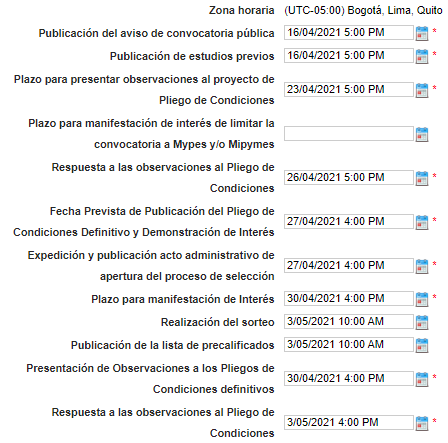 Zona horaria (UTC-05:00) Bogotá, Lima, Quito
Publicación del aviso de convocatoria pública 16/04/2021 5:00 PM *
Publicación de estudios previos 16/04/2021 5:00 PM *
Plazo para presentar observaciones al proyecto de
Pliego de Condiciones 23/04/2021 5:00 PM *
Plazo para manifestación de interés de limitar la
convocatoria a Mypes y/o Mipymes
Respuesta a las observaciones al Pliego de
Condiciones 26/04/2021 5:00 PM *
Fecha Prevista de Publicación del Pliego de
Condiciones Definitivo y Demonstración de Interés 27/04/2021 4:00 PM *
Expedición y publicación acto administrativo de
apertura del proceso de selección 27/04/2021 4:00 PM *
Plazo para manifestación de Interés 30/04/2021 4:00 PM *
Realización del sorteo 3/05/2021 10:00 AM
Publicación de la lista de precalificados 3/05/2021 10:00 AM
Presentación de Observaciones a los Pliegos de
Condiciones definitivos 30/04/2021 4:00 PM *
Respuesta a las observaciones al Pliego de
Condiciones 3/05/2021 4:00 PM *